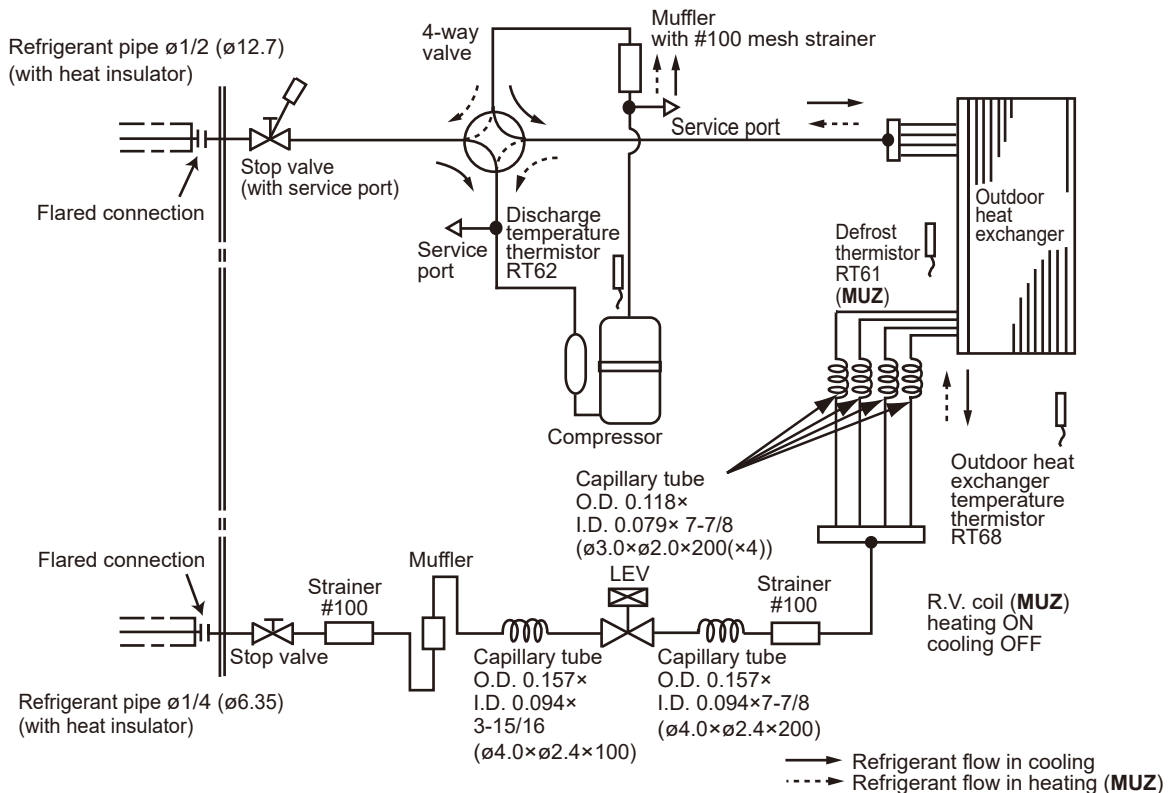 Refrigerant pipe ø1/2 (ø12.7)
(with heat insulator)
4-way
valve
Muffler
with #100 mesh strainer
Service port
Stop valve
(with service port)
Flared connection
Discharge
temperature
thermistor
RT62
Service
port
Outdoor
heat
exchanger
Defrost
thermistor
RT61
(MUZ)
Compressor
Capillary tube
O.D. 0.118×
I.D. 0.079× 7-7/8
(ø3.0×ø2.0×200(×4))
Outdoor heat
exchanger
temperature
thermistor
RT68
Flared connection
Strainer
#100
Muffler
LEV
Strainer
#100
R.V. coil (MUZ)
heating ON
cooling OFF
Stop valve
Capillary tube
O.D. 0.157×
I.D. 0.094×
3-15/16
(ø4.0×ø2.4×100)
Capillary tube
O.D. 0.157×
I.D. 0.094×7-7/8
(ø4.0×ø2.4×200)
Refrigerant pipe ø1/4 (ø6.35)
(with heat insulator)
Refrigerant flow in cooling
Refrigerant flow in heating (MUZ)